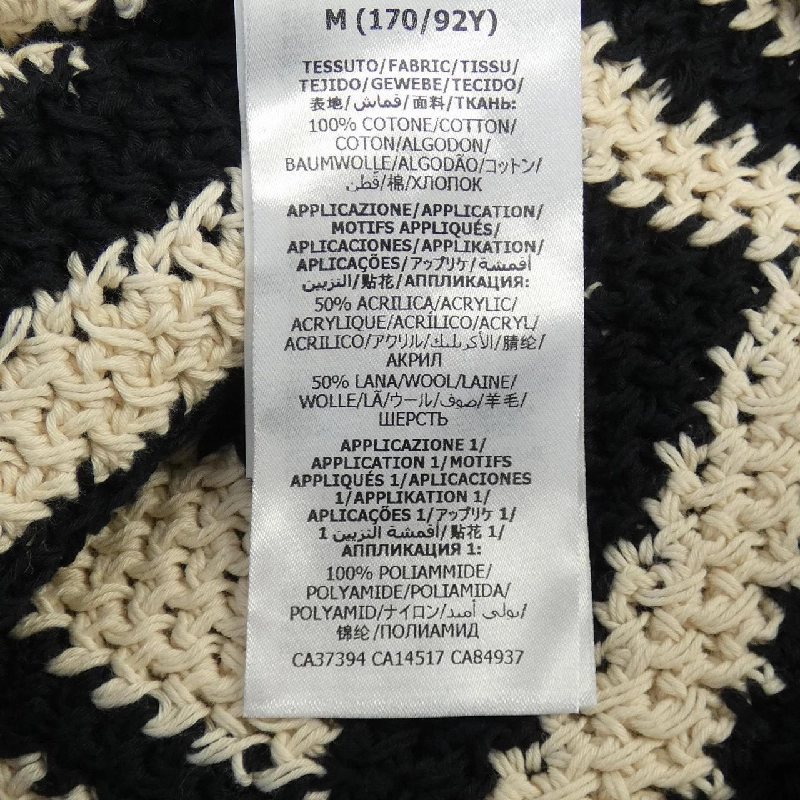 M (170/92Y)
TESSUTO/FABRIC/TISSU/
TEJIDO/GEWEBE/TECIDO/
表地/قماش/面料/ТКАНЬ:
100% COTONE/COTTON/
COTON/ALGODON/
BAUMWOLLE/ALGODÃO/コットン/
قطن/棉/ХЛОПОК
APPLICAZIONE/APPLICATION/
MOTIFS APPLIQUÉS/
APLICACIONES/APPLIKATION/
APLICAÇÕES/アップリケ/أقمشة
التزيين/貼花/АППЛИКАЦИЯ:
50% ACRILICA/ACRYLIC/
ACRYLIQUE/ACRÍLICO/ACRYL/
ACRILICO/アクリル/الأكريليك/腈纶/
АКРИЛ
50% LANA/WOOL/LAINE/
WOLLE/LÃ/ウール/صوف/羊毛/
ШЕРСТЬ
APPLICAZIONE 1/
APPLICATION 1/MOTIFS
APPLIQUÉS 1/APLICACIONES
1/APPLIKATION 1/
APLICAÇÕES 1/アップリケ 1/
أقمشة التزيين 1/貼花 1/
АППЛИКАЦИЯ 1:
100% POLIAMMIDE/
POLYAMIDE/POLIAMIDA/
POLYAMID/ナイロン/بولي أميد/
锦纶/ПОЛИАМИД
CA37394 CA14517 CA84937